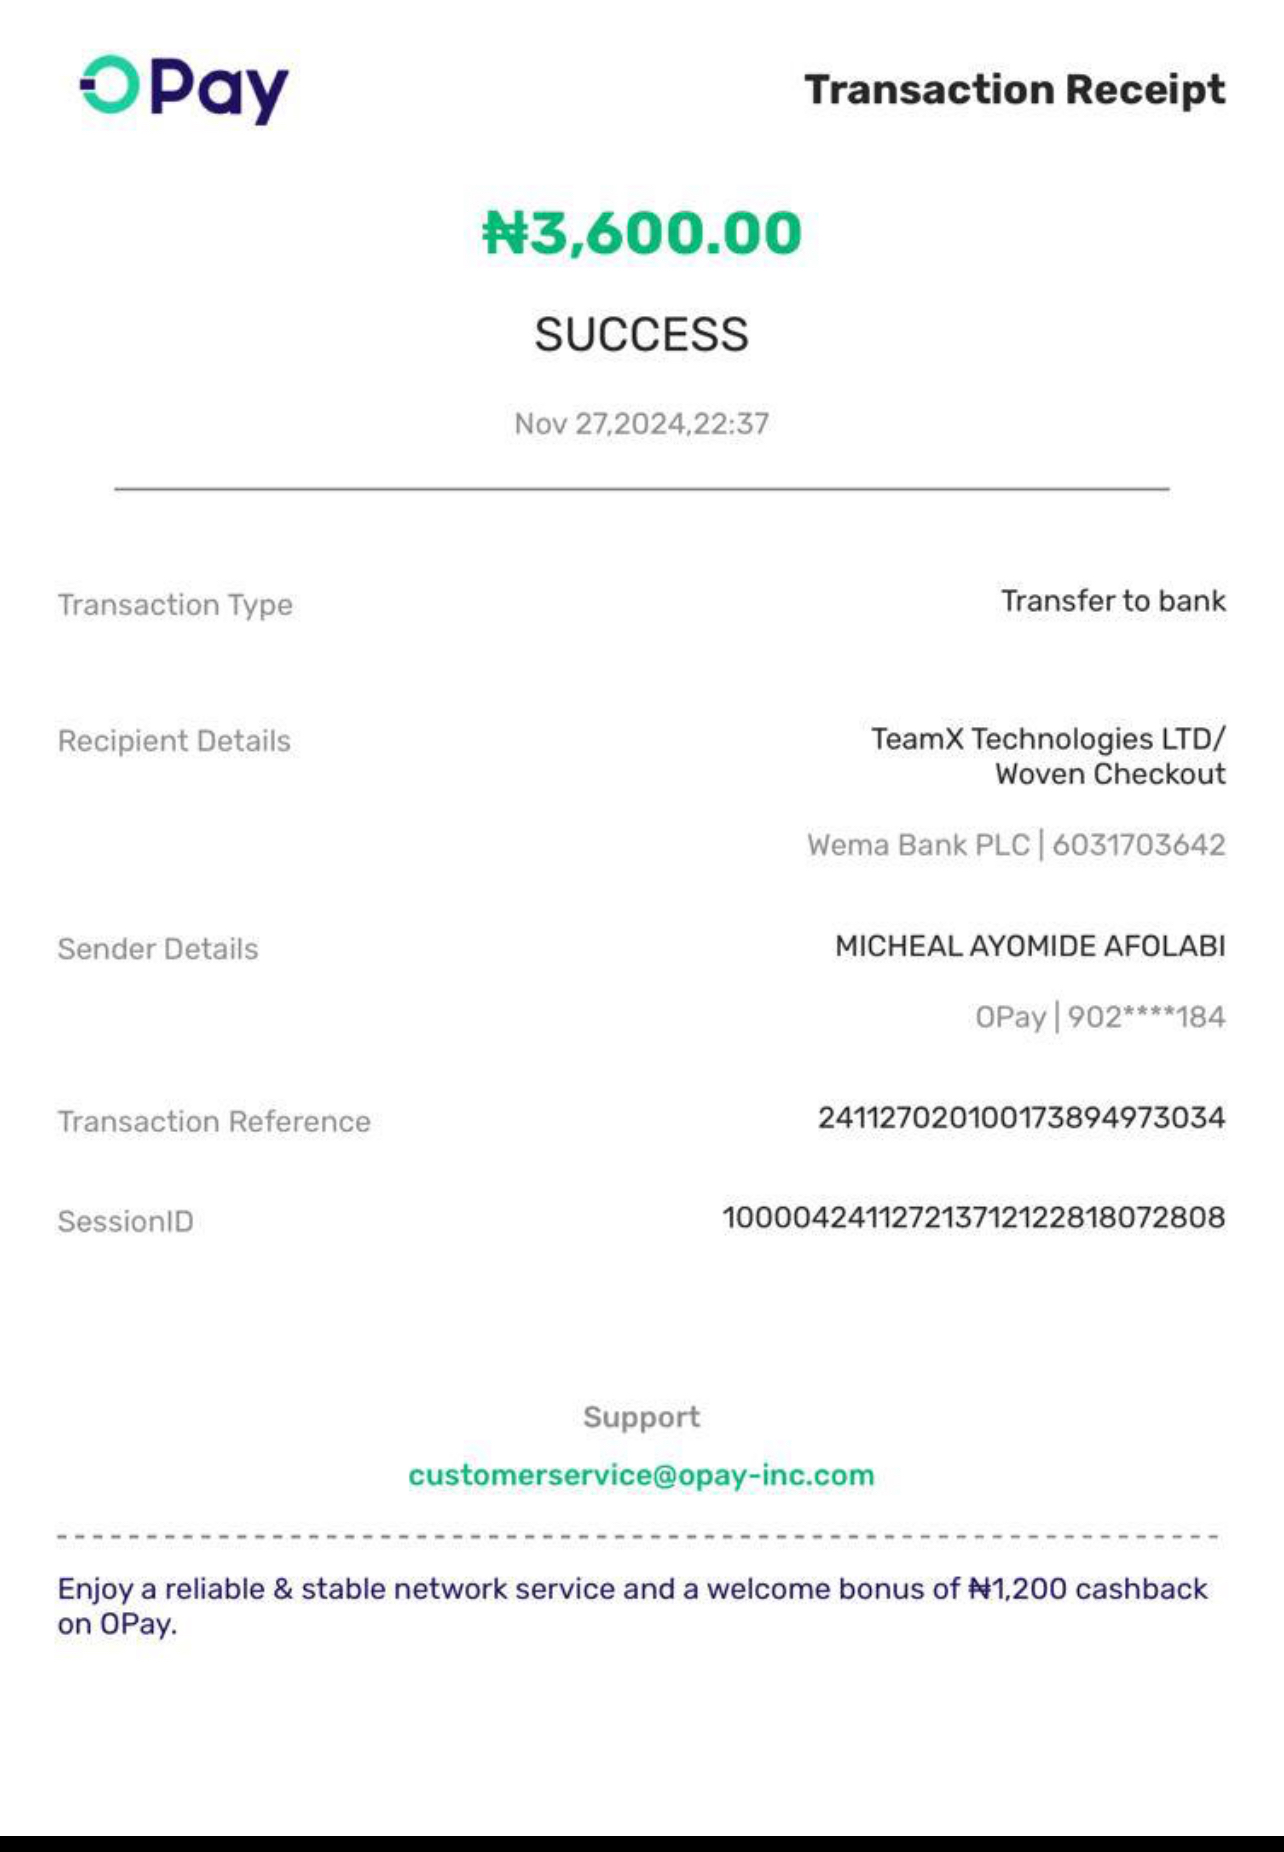 OPay
Transaction Receipt
₦3,600.00
SUCCESS
Nov 27,2024,22:37
Transaction Type
Transfer to bank
Recipient Details
TeamX Technologies LTD/
Woven Checkout
Wema Bank PLC | 6031703642
Sender Details
MICHEAL AYOMIDE AFOLABI
OPay | 902****184
Transaction Reference
241127020100173894973034
SessionID
100004241127213712122818072808
Support
customerservice@opay-inc.com
Enjoy a reliable & stable network service and a welcome bonus of ₦1,200 cashback
on OPay.